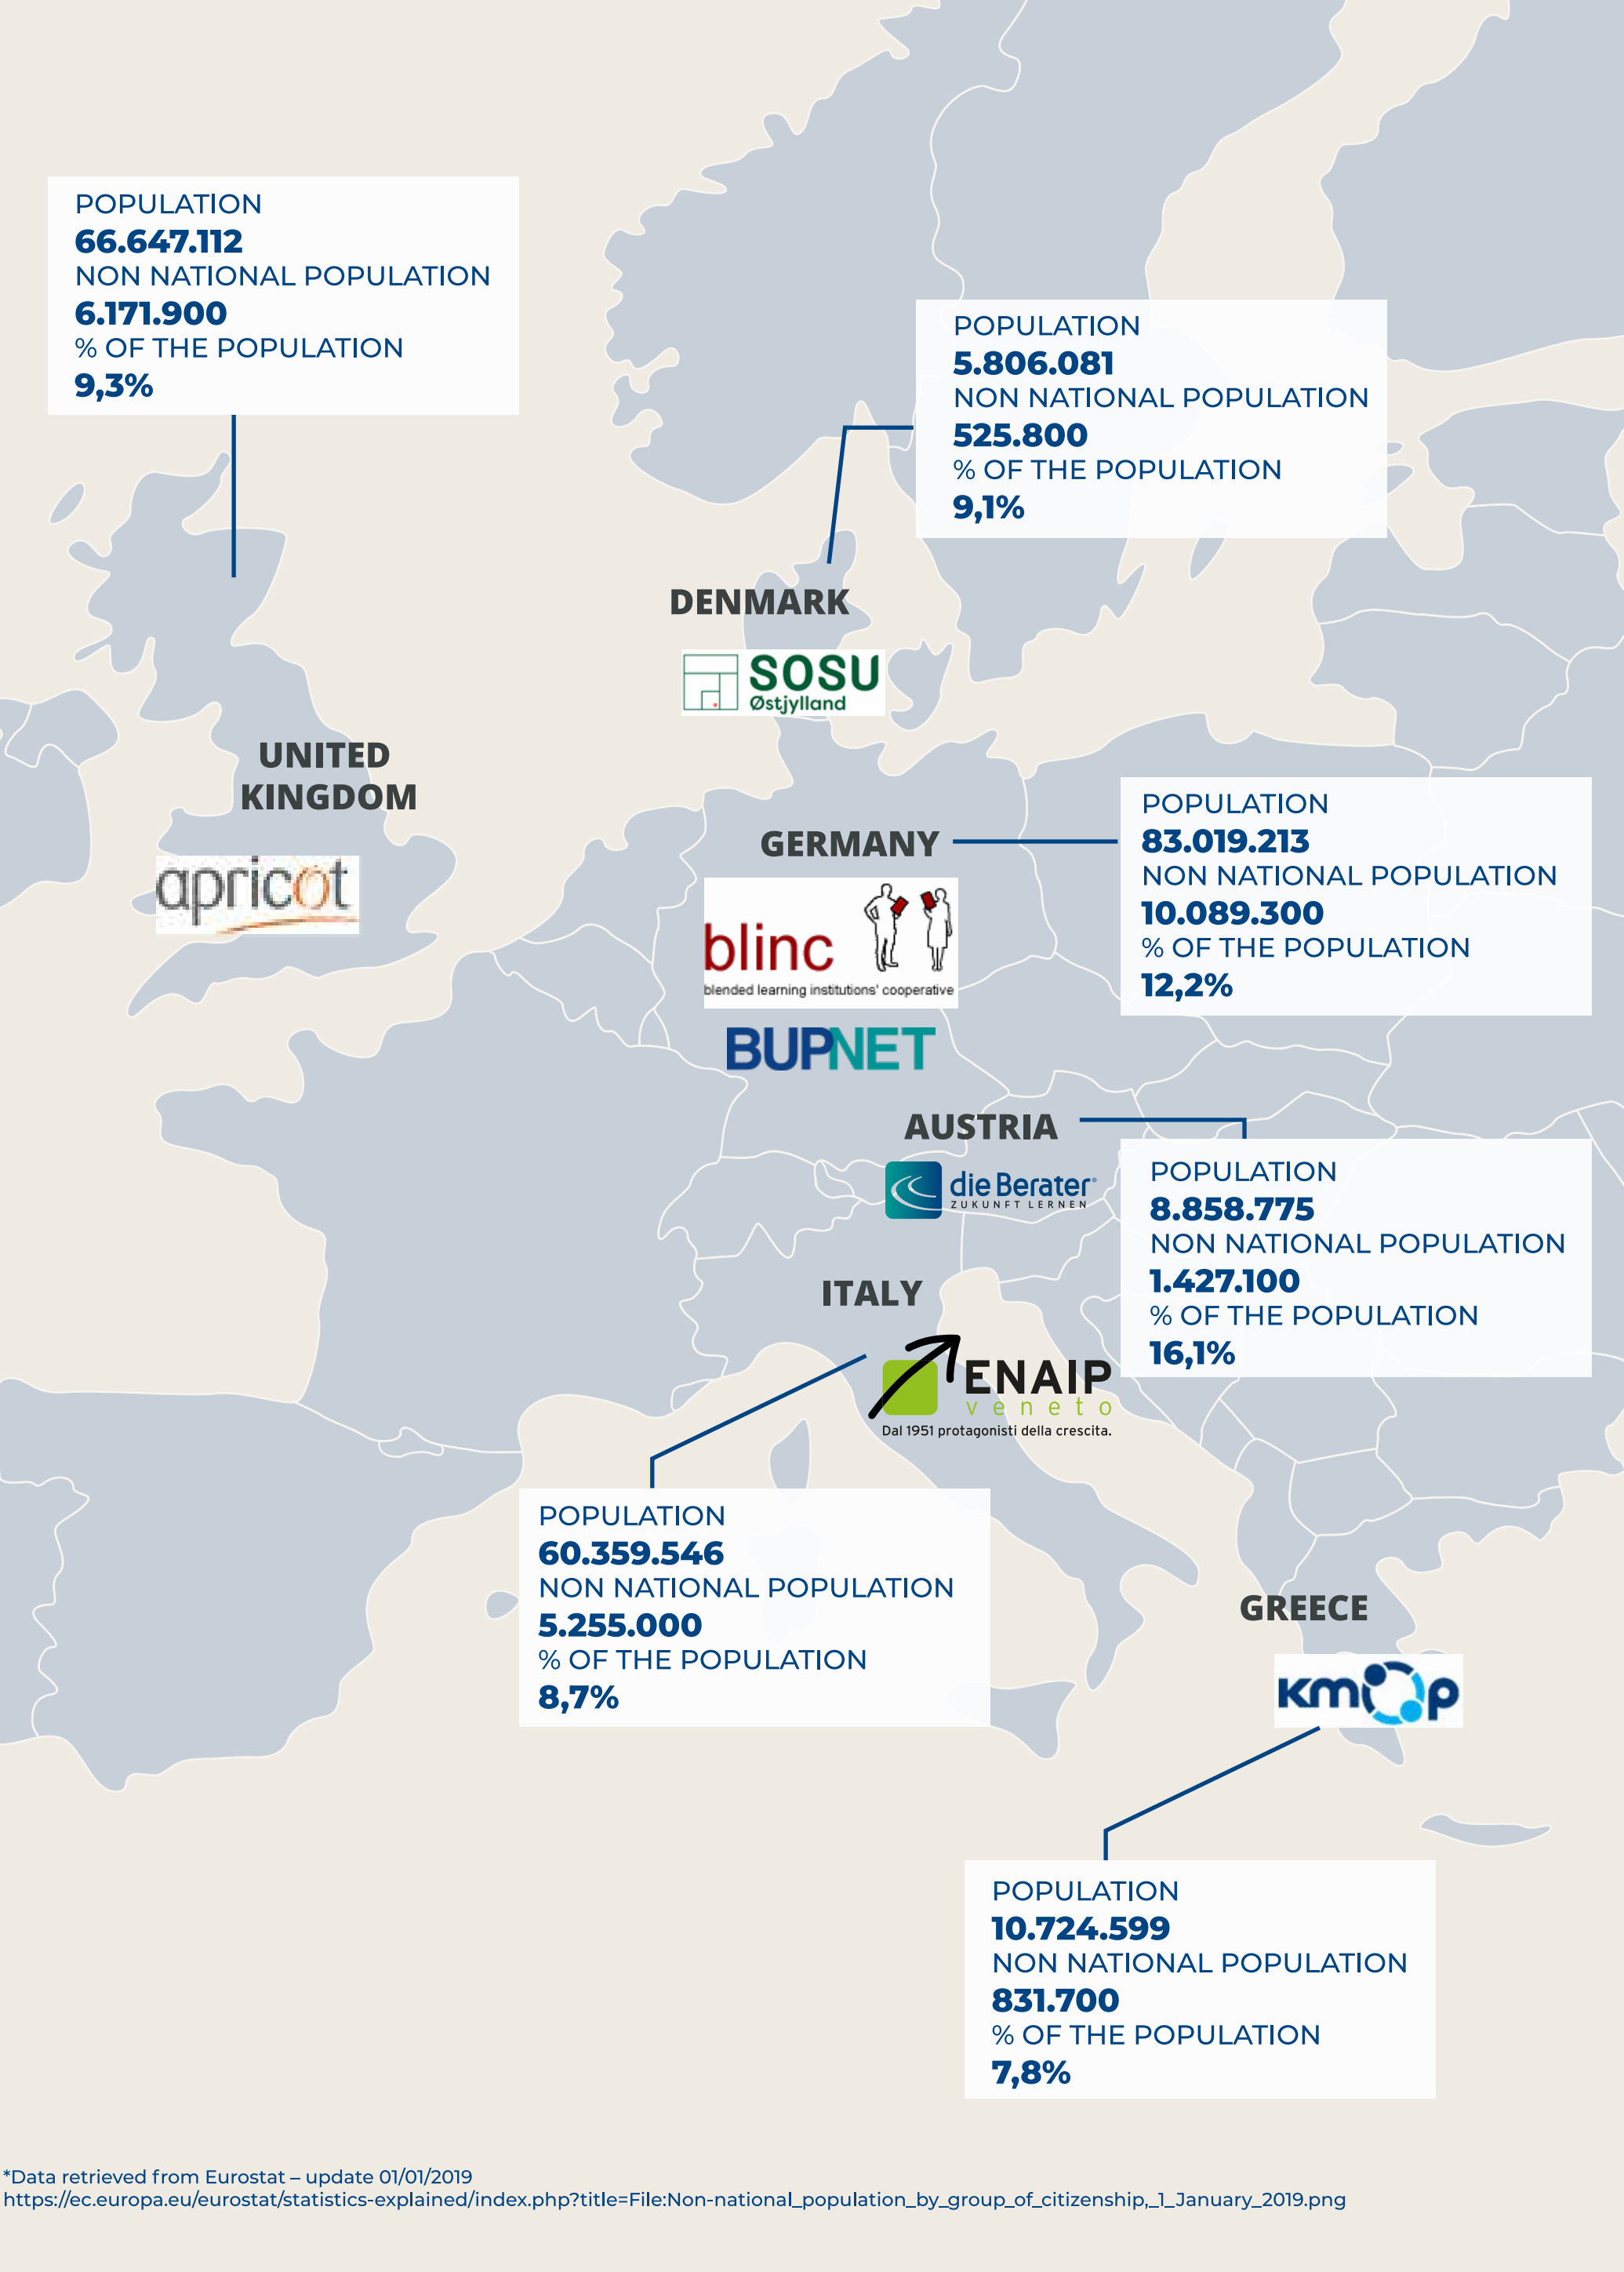 POPULATION
66.647.112
NON NATIONAL POPULATION
6.171.900
% OF THE POPULATION
9,3%
POPULATION
5.806.081
NON NATIONAL POPULATION
525.800
% OF THE POPULATION
9,1%
DENMARK
SOSU
Østjylland
UNITED
KINGDOM
apricot
GERMANY
blinc
blended learning institutions' cooperative
BUPNET
POPULATION
83.019.213
NON NATIONAL POPULATION
10.089.300
% OF THE POPULATION
12,2%
AUSTRIA
die Berater®
ZUKUNFT LERNEN
POPULATION
8.858.775
NON NATIONAL POPULATION
1.427.100
% OF THE POPULATION
16,1%
ITALY
ENAIP
veneto
Dal 1951 protagonisti della crescita.
POPULATION
60.359.546
NON NATIONAL POPULATION
5.255.000
% OF THE POPULATION
8,7%
GREECE
kmop
POPULATION
10.724.599
NON NATIONAL POPULATION
831.700
% OF THE POPULATION
7,8%
*Data retrieved from Eurostat – update 01/01/2019
https://ec.europa.eu/eurostat/statistics-explained/index.php?title=File:Non-national_population_by_group_of_citizenship,_1_January_2019.png